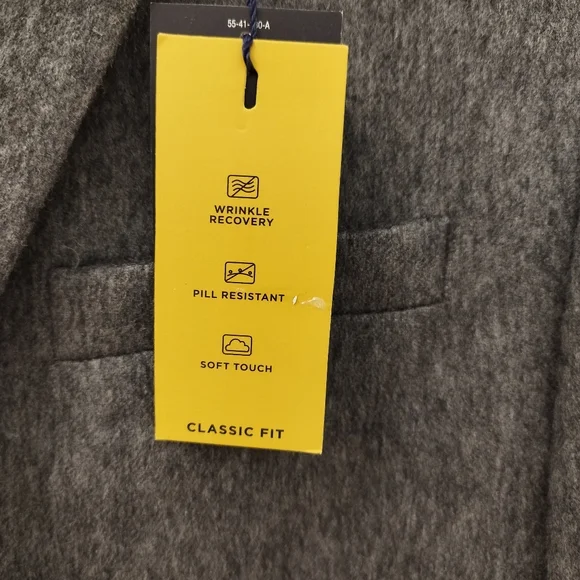 WRINKLE
RECOVERY
PILL RESISTANT
SOFT TOUCH
CLASSIC FIT